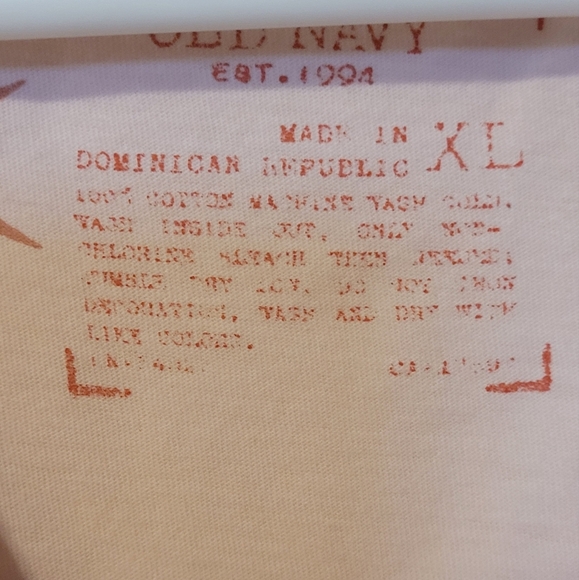 OLD NAVY
EST. 1994
MADE IN
DOMINICAN REPUBLIC
XL
100% COTTON MACHINE WASH COLD,
WASH INSIDE OUT, ONLY NON-
CHLORINE BLEACH WHEN NEEDED,
TUMBLE DRY LOW, DO NOT IRON
DECORATION, WASH AND DRY WITH
LIKE COLORS.